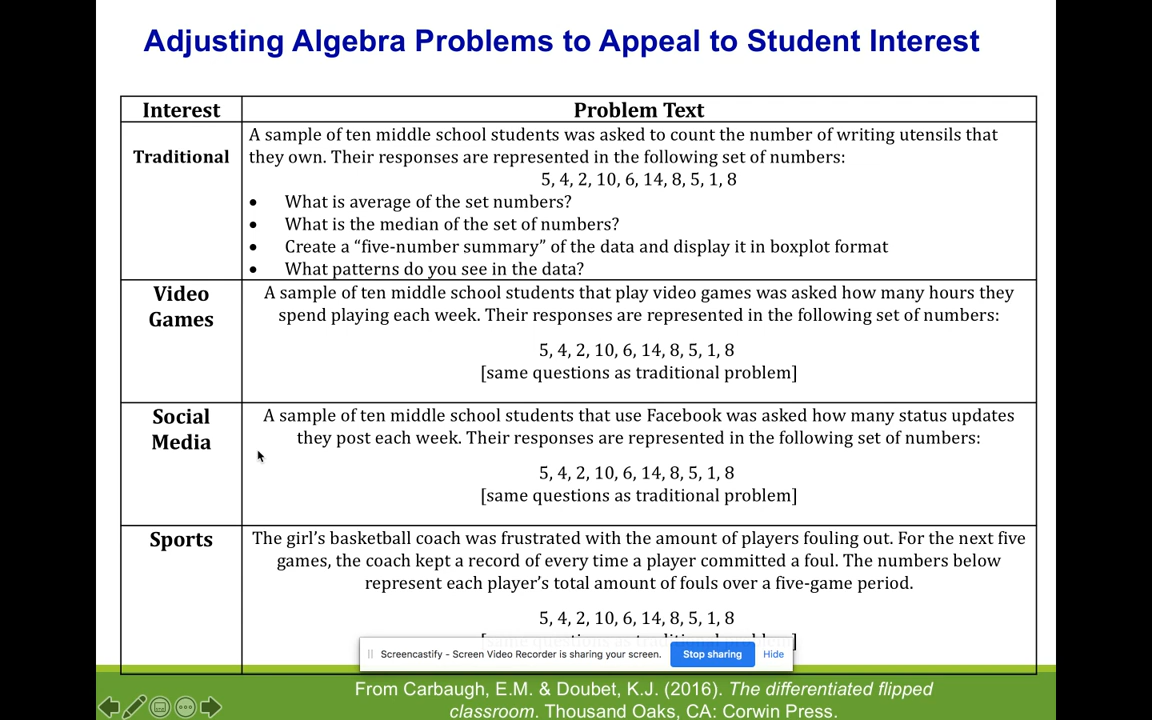 Adjusting Algebra Problems to Appeal to Student Interest
Interest
Problem Text
Traditional
A sample of ten middle school students was asked to count the number of writing utensils that
they own. Their responses are represented in the following set of numbers:
5, 4, 2, 10, 6, 14, 8, 5, 1, 8
• What is average of the set numbers?
• What is the median of the set of numbers?
• Create a “five-number summary” of the data and display it in boxplot format
• What patterns do you see in the data?
Video
Games
A sample of ten middle school students that play video games was asked how many hours they
spend playing each week. Their responses are represented in the following set of numbers:
5, 4, 2, 10, 6, 14, 8, 5, 1, 8
[same questions as traditional problem]
Social
Media
A sample of ten middle school students that use Facebook was asked how many status updates
they post each week. Their responses are represented in the following set of numbers:
5, 4, 2, 10, 6, 14, 8, 5, 1, 8
[same questions as traditional problem]
Sports
The girl’s basketball coach was frustrated with the amount of players fouling out. For the next five
games, the coach kept a record of every time a player committed a foul. The numbers below
represent each player’s total amount of fouls over a five-game period.
5, 4, 2, 10, 6, 14, 8, 5, 1, 8
Screencastify - Screen Video Recorder is sharing your screen.
Stop sharing
Hide
From Carbaugh, E.M. & Doubet, K.J. (2016). The differentiated flipped
classroom. Thousand Oaks, CA: Corwin Press.